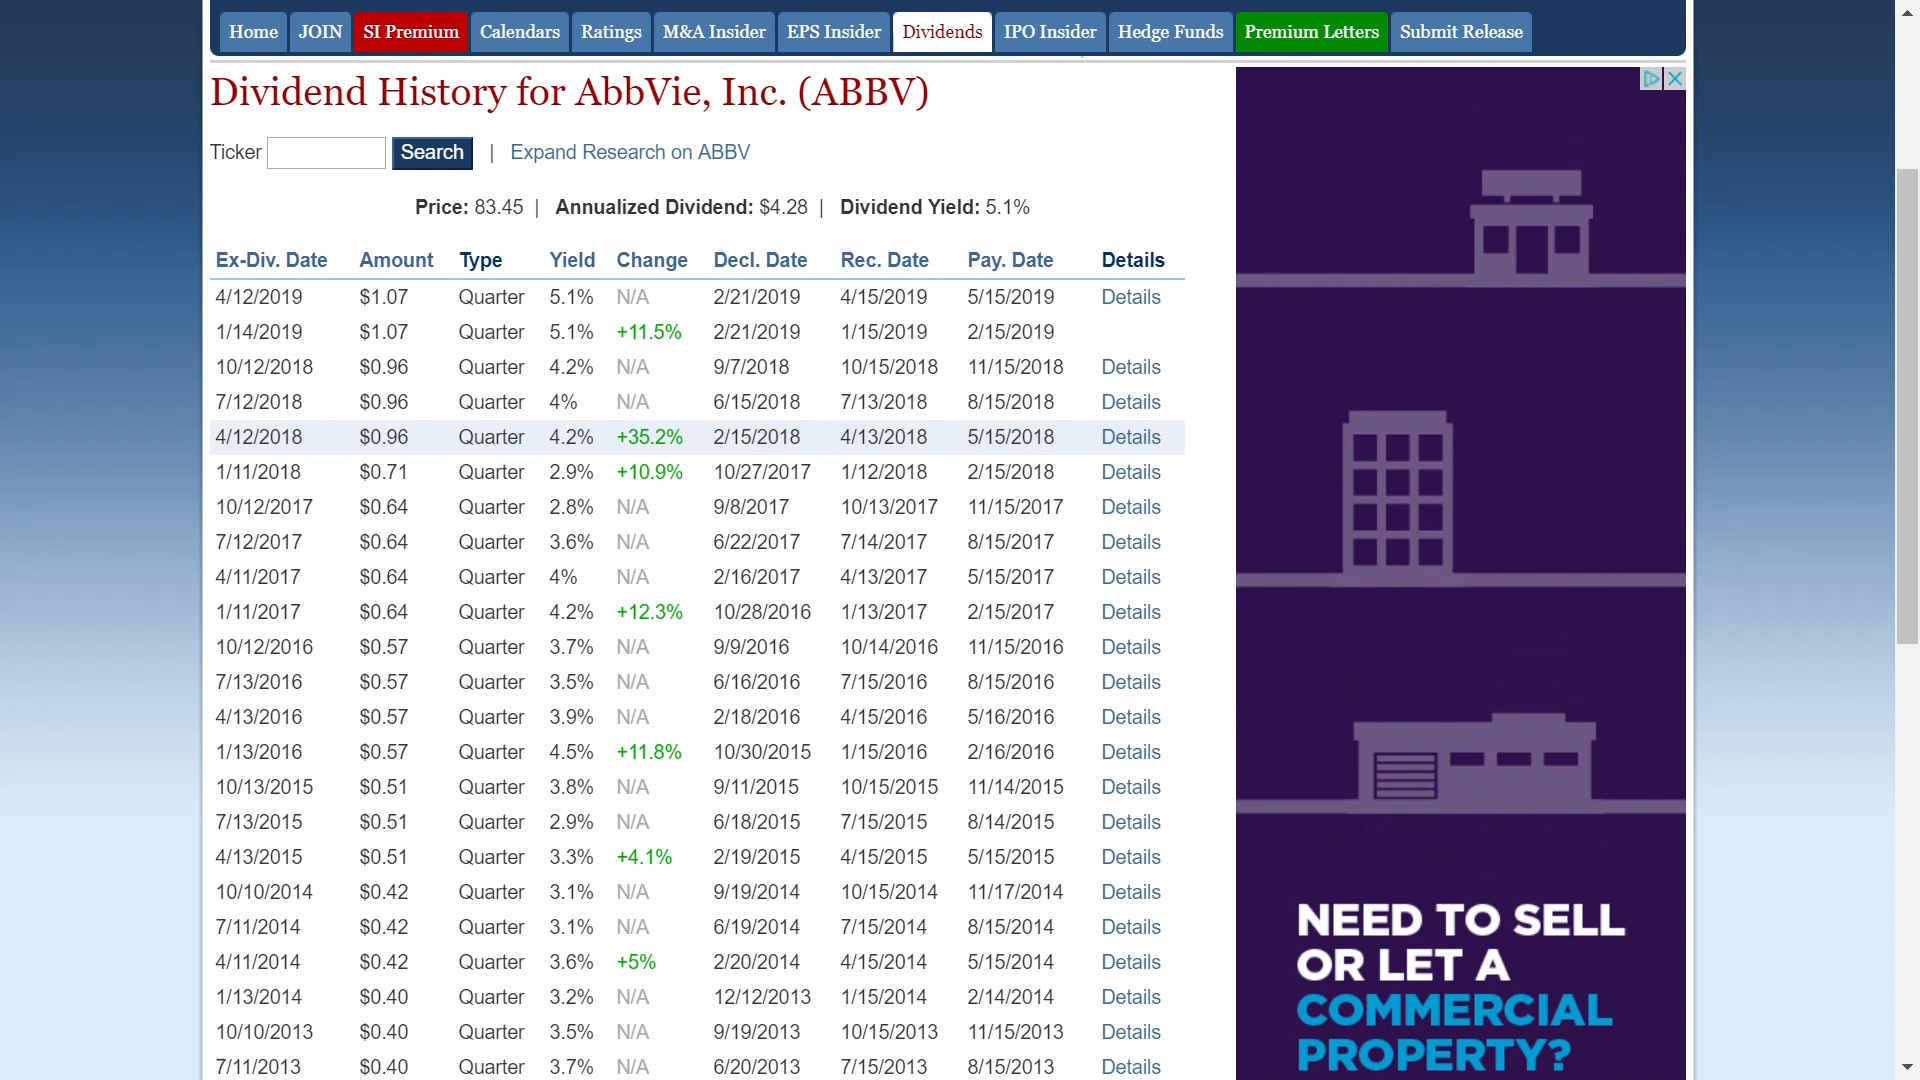 Home JOIN SI Premium Calendars Ratings M&A Insider EPS Insider Dividends IPO Insider Hedge Funds Premium Letters Submit Release
Dividend History for AbbVie, Inc. (ABBV)
Ticker Search | Expand Research on ABBV
Price: 83.45 | Annualized Dividend: $4.28 | Dividend Yield: 5.1%
Ex-Div. Date Amount Type Yield Change Decl. Date Rec. Date Pay. Date Details
4/12/2019 $1.07 Quarter 5.1% N/A 2/21/2019 4/15/2019 5/15/2019 Details
1/14/2019 $1.07 Quarter 5.1% +11.5% 2/21/2019 1/15/2019 2/15/2019
10/12/2018 $0.96 Quarter 4.2% N/A 9/7/2018 10/15/2018 11/15/2018 Details
7/12/2018 $0.96 Quarter 4% N/A 6/15/2018 7/13/2018 8/15/2018 Details
4/12/2018 $0.96 Quarter 4.2% +35.2% 2/15/2018 4/13/2018 5/15/2018 Details
1/11/2018 $0.71 Quarter 2.9% +10.9% 10/27/2017 1/12/2018 2/15/2018 Details
10/12/2017 $0.64 Quarter 2.8% N/A 9/8/2017 10/13/2017 11/15/2017 Details
7/12/2017 $0.64 Quarter 3.6% N/A 6/22/2017 7/14/2017 8/15/2017 Details
4/11/2017 $0.64 Quarter 4% N/A 2/16/2017 4/13/2017 5/15/2017 Details
1/11/2017 $0.64 Quarter 4.2% +12.3% 10/28/2016 1/13/2017 2/15/2017 Details
10/12/2016 $0.57 Quarter 3.7% N/A 9/9/2016 10/14/2016 11/15/2016 Details
7/13/2016 $0.57 Quarter 3.5% N/A 6/16/2016 7/15/2016 8/15/2016 Details
4/13/2016 $0.57 Quarter 3.9% N/A 2/18/2016 4/15/2016 5/16/2016 Details
1/13/2016 $0.57 Quarter 4.5% +11.8% 10/30/2015 1/15/2016 2/16/2016 Details
10/13/2015 $0.51 Quarter 3.8% N/A 9/11/2015 10/15/2015 11/14/2015 Details
7/13/2015 $0.51 Quarter 2.9% N/A 6/18/2015 7/15/2015 8/14/2015 Details
4/13/2015 $0.51 Quarter 3.3% +4.1% 2/19/2015 4/15/2015 5/15/2015 Details
10/10/2014 $0.42 Quarter 3.1% N/A 9/19/2014 10/15/2014 11/17/2014 Details
7/11/2014 $0.42 Quarter 3.1% N/A 6/19/2014 7/15/2014 8/15/2014 Details
4/11/2014 $0.42 Quarter 3.6% +5% 2/20/2014 4/15/2014 5/15/2014 Details
1/13/2014 $0.40 Quarter 3.2% N/A 12/12/2013 1/15/2014 2/14/2014 Details
10/10/2013 $0.40 Quarter 3.5% N/A 9/19/2013 10/15/2013 11/15/2013 Details
7/11/2013 $0.40 Quarter 3.7% N/A 6/20/2013 7/15/2013 8/15/2013 Details
NEED TO SELL
OR LET A
COMMERCIAL
PROPERTY?